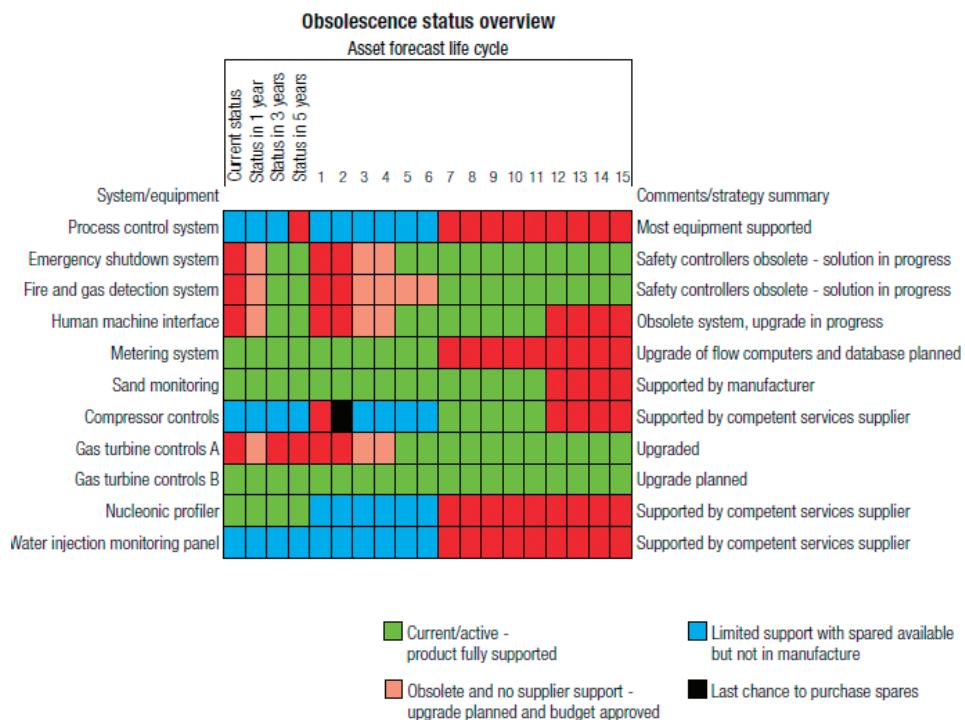 Obsolescence status overview
Asset forecast life cycle
Current status
Status in 1 year
Status in 3 years
Status in 5 years
1 2 3 4 5 6 7 8 9 10 11 12 13 14 15
System/equipment Comments/strategy summary
Process control system Most equipment supported
Emergency shutdown system Safety controllers obsolete - solution in progress
Fire and gas detection system Safety controllers obsolete - solution in progress
Human machine interface Obsolete system, upgrade in progress
Metering system Upgrade of flow computers and database planned
Sand monitoring Supported by manufacturer
Compressor controls Supported by competent services supplier
Gas turbine controls A Upgraded
Gas turbine controls B Upgrade planned
Nucleonic profiler Supported by competent services supplier
Water injection monitoring panel Supported by competent services supplier
Current/active -
product fully supported
Limited support with spared available
but not in manufacture
Obsolete and no supplier support -
upgrade planned and budget approved
Last chance to purchase spares